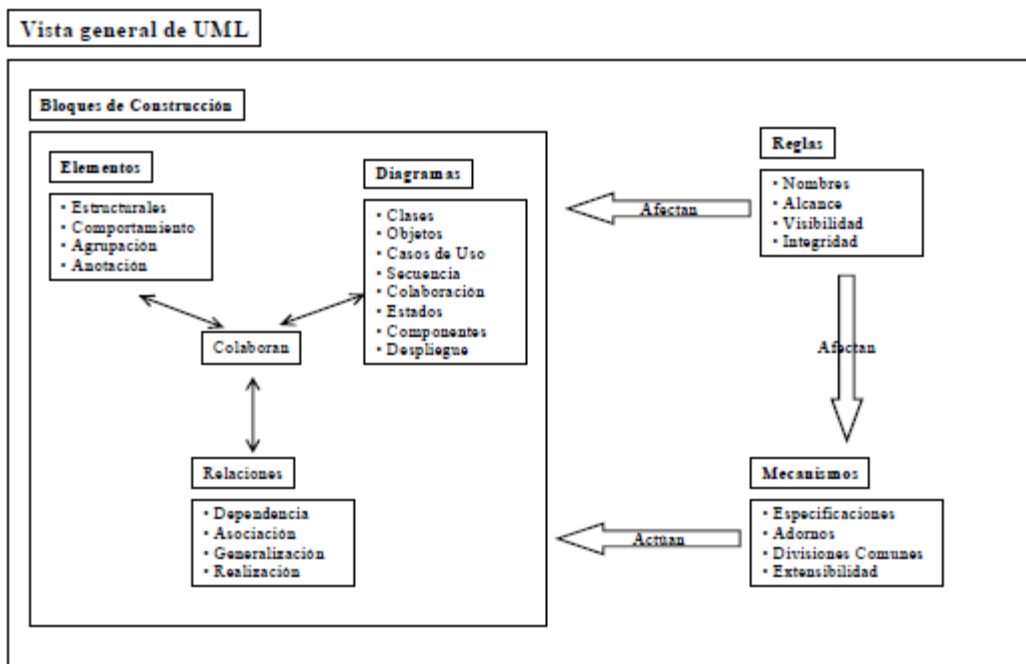 Vista general de UML
Bloques de Construcción
Elementos
• Estructurales
• Comportamiento
• Agrupación
• Anotación
Diagramas
• Clases
• Objetos
• Casos de Uso
• Secuencia
• Colaboración
• Estados
• Componentes
• Despliegue
Colaboran
Relaciones
• Dependencia
• Asociación
• Generalización
• Realización
Reglas
• Nombres
• Alcance
• Visibilidad
• Integridad
Afectan
Afectan
Mecanismos
• Especificaciones
• Adornos
• Divisiones Comunes
• Extensibilidad
Actúan